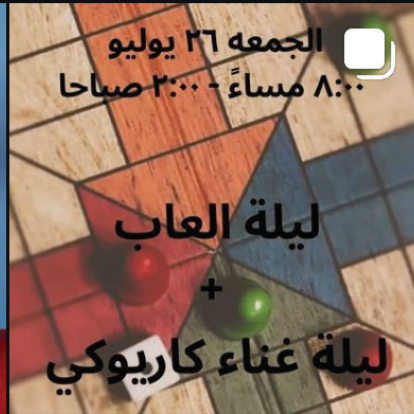 الجمعه ٢٦ يوليو
٨:٠٠ مساءً - ٢:٠٠ صباحا
ليلة العاب
+
ليلة غناء كاريوكي